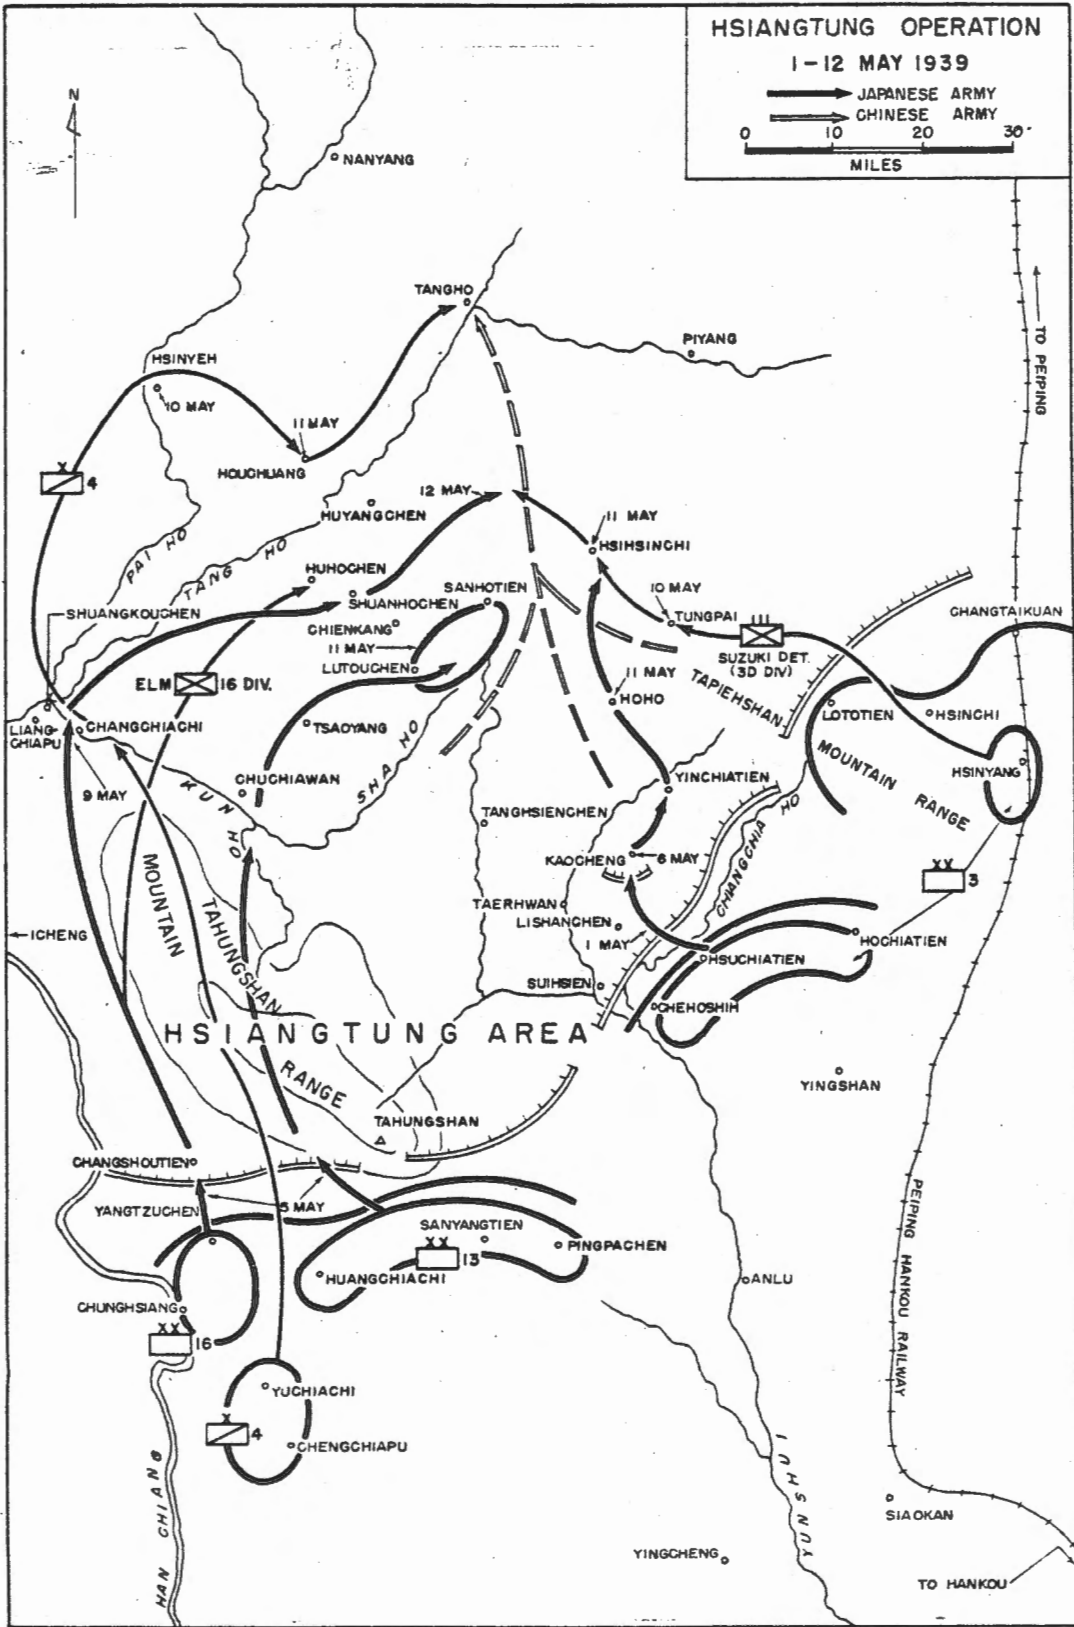 HSIANGTUNG OPERATION
1-12 MAY 1939
JAPANESE ARMY
CHINESE ARMY
0 10 20 30
MILES
N
NANYANG
TANGHO
PIYANG
TO PEIPING
HSINYEH
10 MAY
11 MAY
HOUCHUANG
X
4
12 MAY
HUYANGCHEN
11 MAY
HSIHSINCHI
PAI HO
TANG HO
HUHOCHEN
SHUANHOCHEN
SANHOTIEN
10 MAY
TUNGPAI
III
CHANGTAIKUAN
SHUANGKOUCHEN
CHIENKANG
11 MAY
LUTOUCHEN
SUZUKI DET.
(3D DIV)
TAPIEHSHAN
11 MAY
HOHO
ELM
16 DIV.
LIANG-
CHIAPU
CHANGCHIACHI
TSAOYANG
LOTOTIEN
HSINCHI
9 MAY
KUN HO
CHUCHIAWAN
SHA HO
YINCHIATIEN
MOUNTAIN RANGE
HSINYANG
TANGHSIENCHEN
CHIANGCHIA HO
KAOCHENG
6 MAY
XX
3
MOUNTAIN
TAHUNGSHAN
TAERHWAN
LISHANCHEN
ICHENG
1 MAY
HOCHIATIEN
HSUCHIATIEN
SUIHSIEN
CHEHOSHIH
HSIANGTUNG AREA
RANGE
YINGSHAN
TAHUNGSHAN
CHANGSHOUTIEN
YANGTZUCHEN
5 MAY
PEIPING HANKOU RAILWAY
SANYANGTIEN
XX
13
PINGPACHEN
HUANGCHIACHI
ANLU
CHUNGHSIANG
XX
16
YUCHIACHI
X
4
CHENGCHIAPU
HAN CHIANG
YUN SHUI
SIAOKAN
YINGCHENG
TO HANKOU